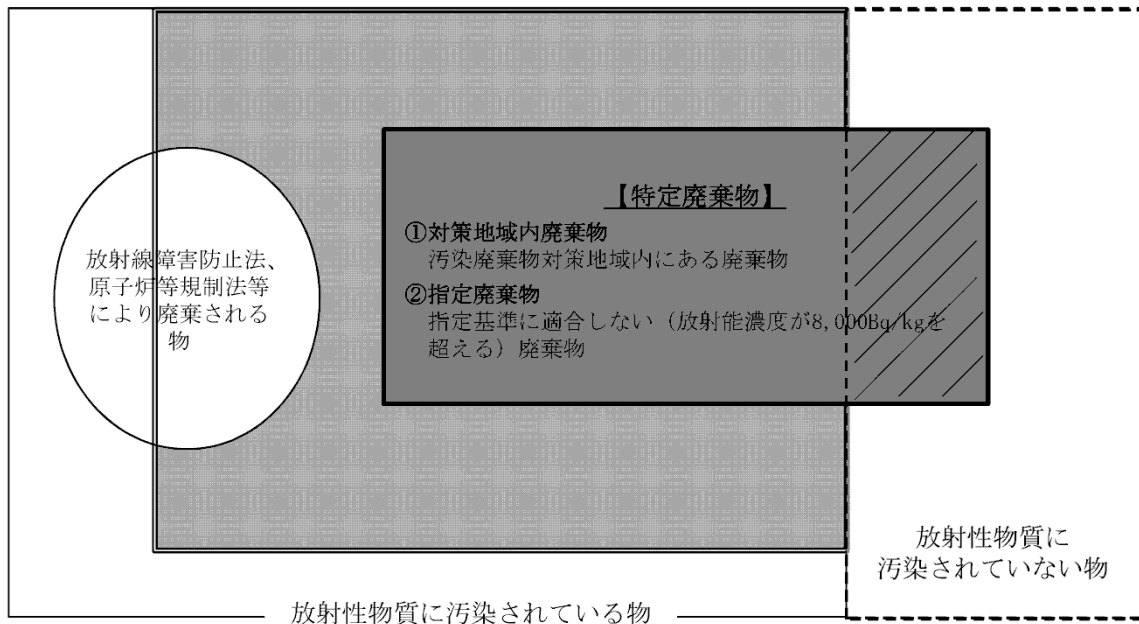 【特定廃棄物】
①対策地域内廃棄物
汚染廃棄物対策地域内にある廃棄物
②指定廃棄物
指定基準に適合しない（放射能濃度が8,000Bq/kgを
超える）廃棄物
放射線障害防止法、
原子炉等規制法等
により廃棄される
物
放射性物質に
汚染されていない物
放射性物質に汚染されている物